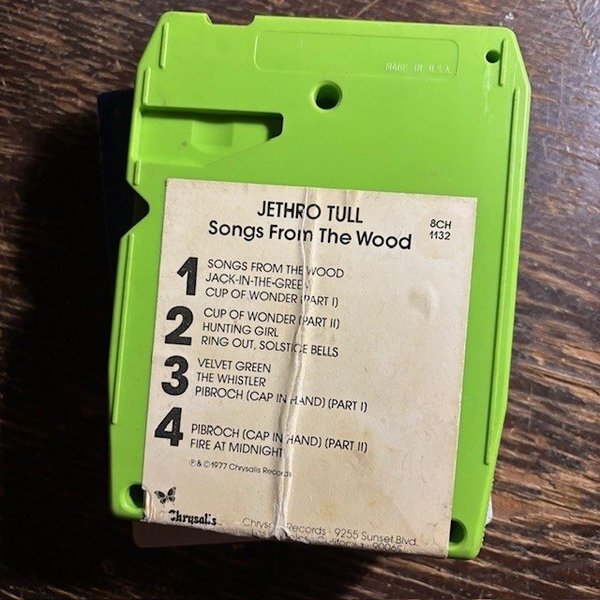 MADE IN U.S.A.
JETHRO TULL
Songs From The Wood
8CH
1132
1
SONGS FROM THE WOOD
JACK-IN-THE-GREEN
CUP OF WONDER (PART I)
2
CUP OF WONDER (PART II)
HUNTING GIRL
RING OUT, SOLSTICE BELLS
3
VELVET GREEN
THE WHISTLER
PIBROCH (CAP IN HAND) (PART I)
4
PIBROCH (CAP IN HAND) (PART II)
FIRE AT MIDNIGHT
℗ & © 1977 Chrysalis Records
Chrysalis
Chrysalis Records · 9255 Sunset Blvd.
California